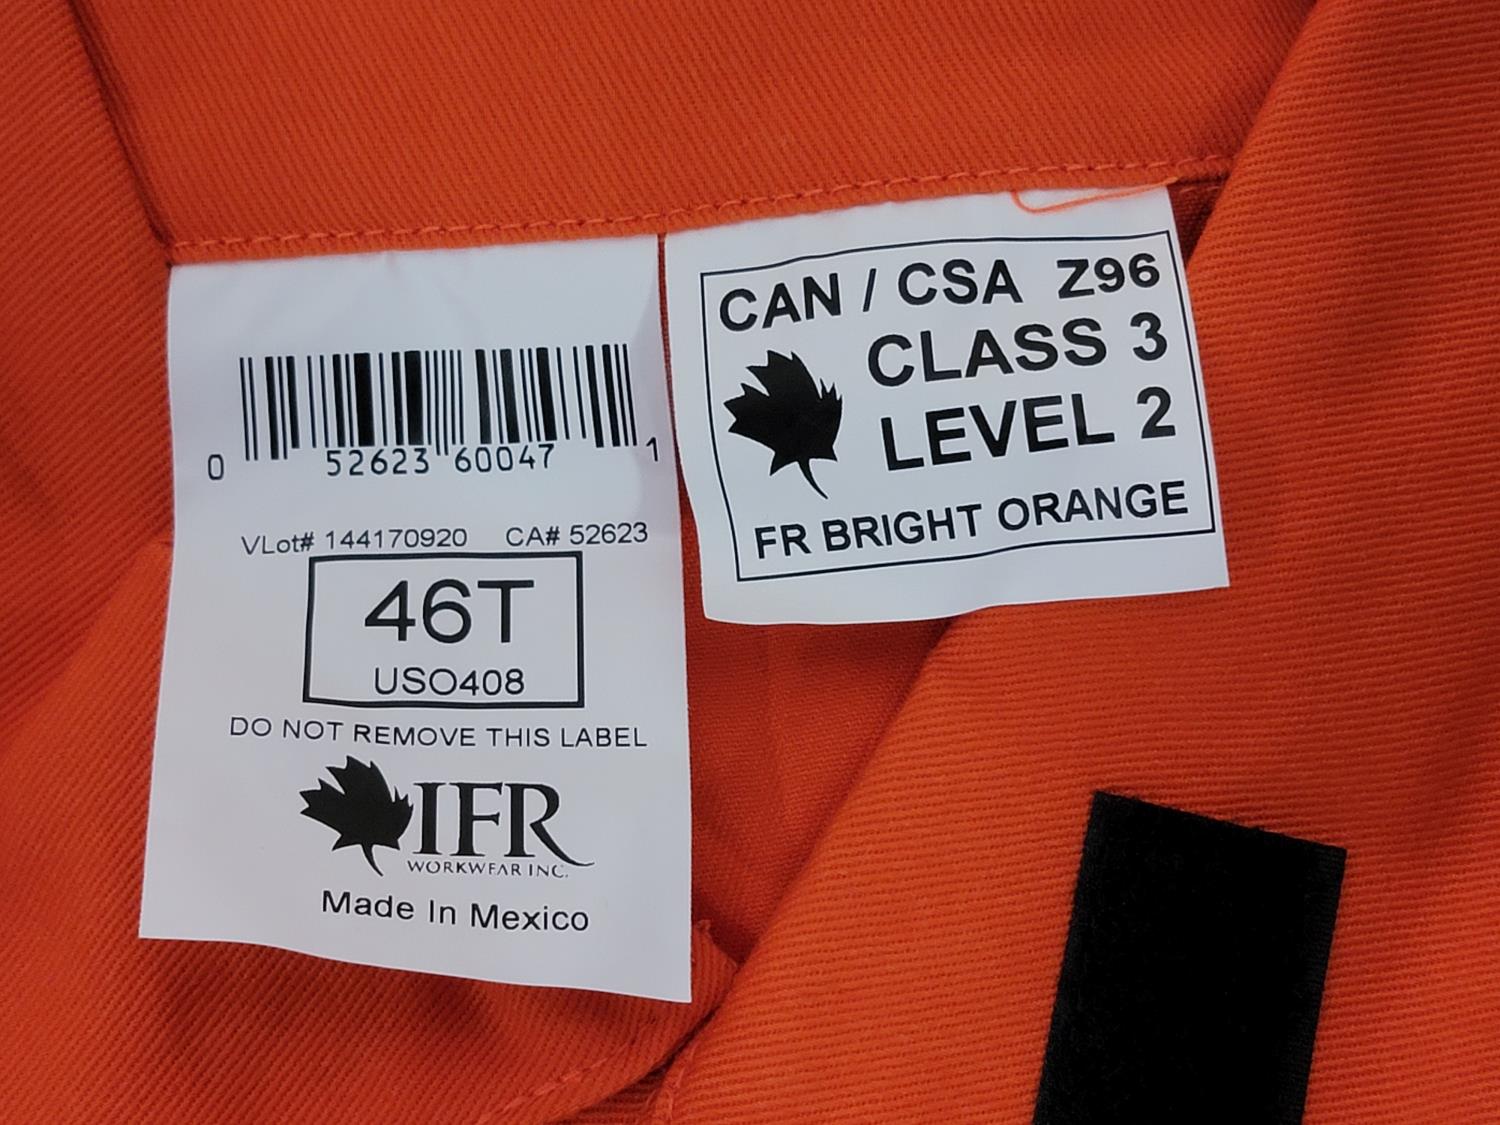 0 52623 60047 1
VLot# 144170920 CA# 52623
46T
USO408
DO NOT REMOVE THIS LABEL
IFR
WORKWEAR INC.
Made In Mexico
CAN / CSA Z96
CLASS 3
LEVEL 2
FR BRIGHT ORANGE